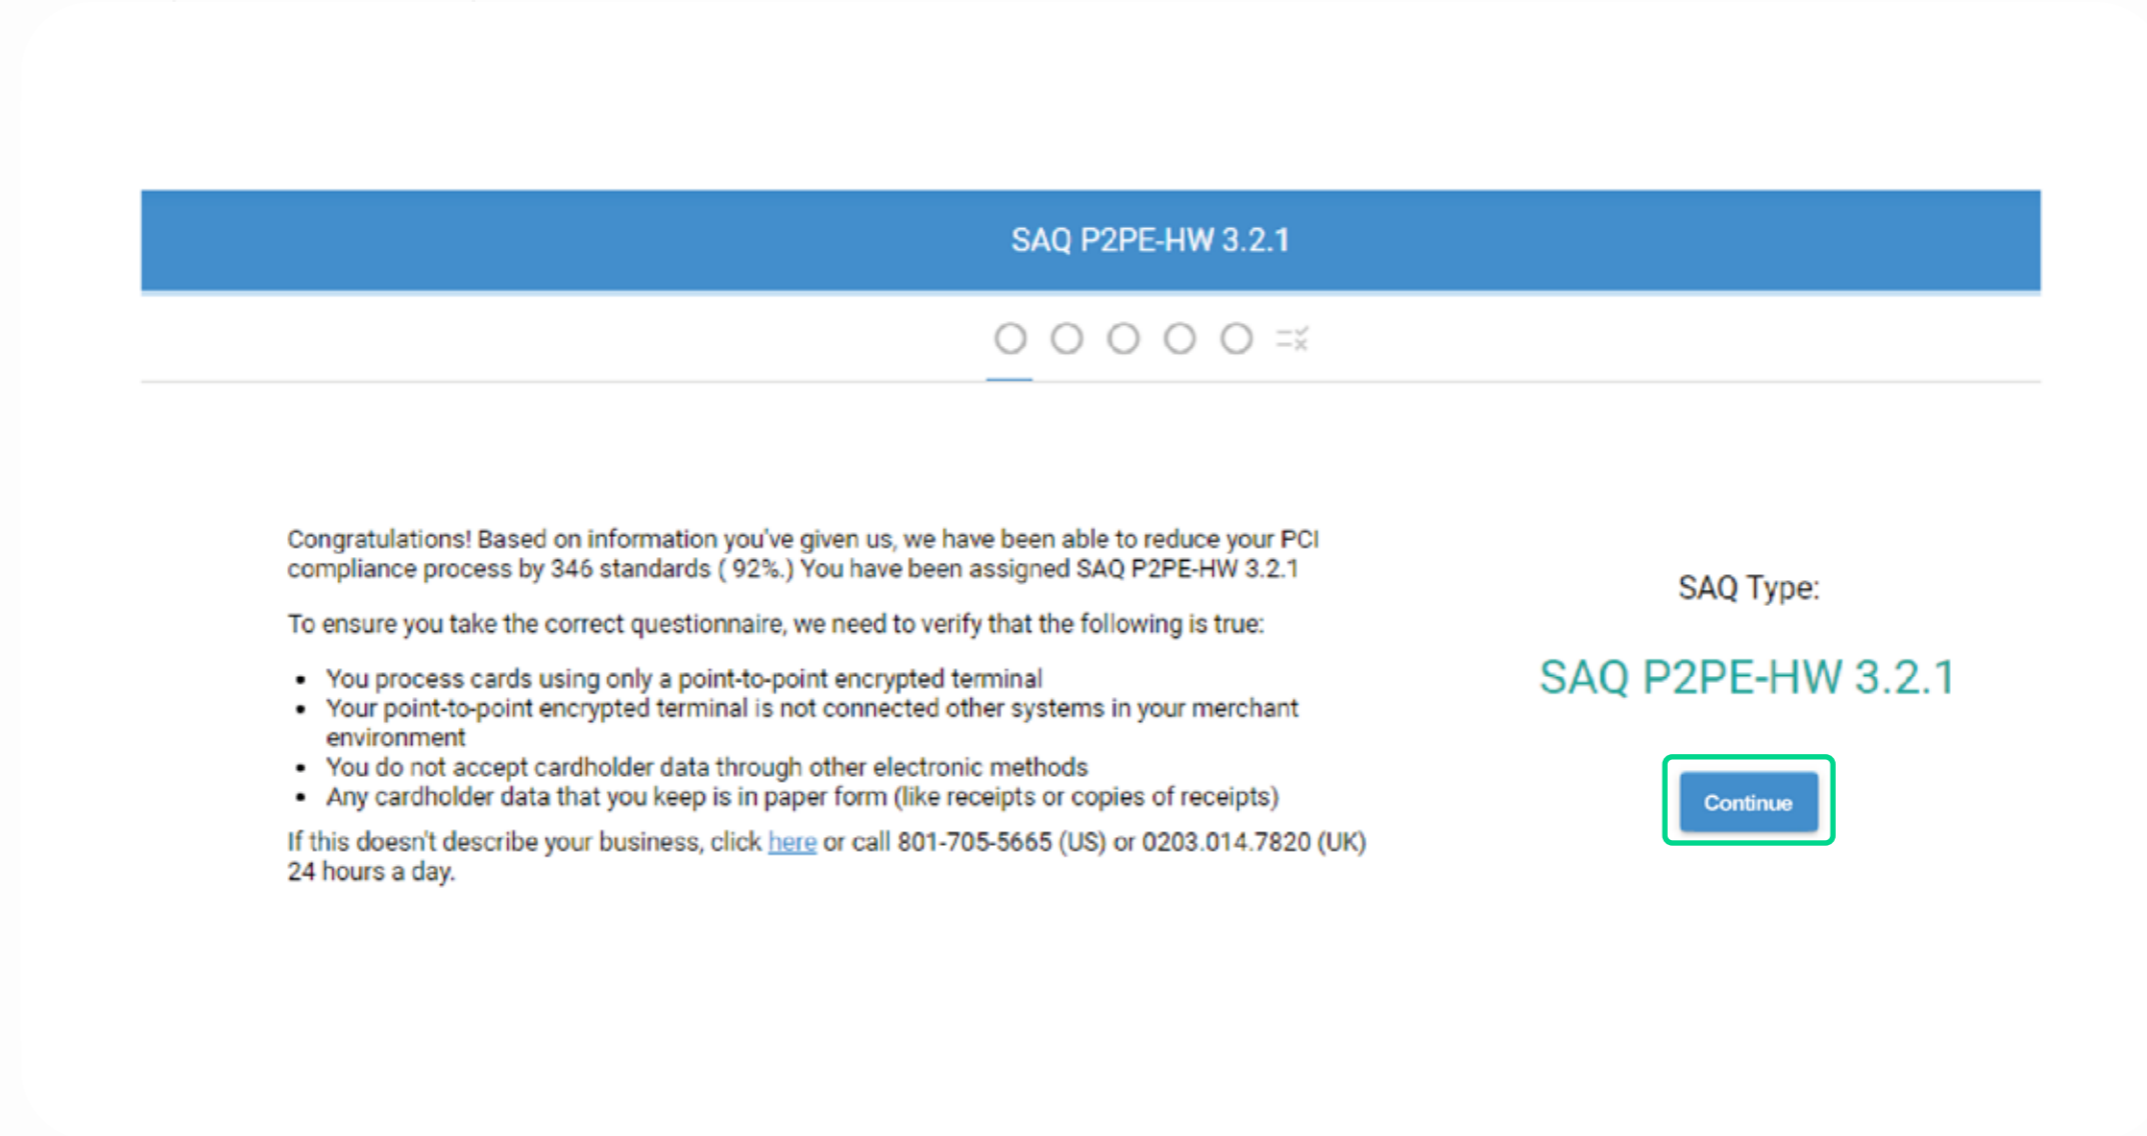 SAQ P2PE-HW 3.2.1
Congratulations! Based on information you've given us, we have been able to reduce your PCI
compliance process by 346 standards ( 92%.) You have been assigned SAQ P2PE-HW 3.2.1
To ensure you take the correct questionnaire, we need to verify that the following is true:
• You process cards using only a point-to-point encrypted terminal
• Your point-to-point encrypted terminal is not connected other systems in your merchant
environment
• You do not accept cardholder data through other electronic methods
• Any cardholder data that you keep is in paper form (like receipts or copies of receipts)
If this doesn't describe your business, click here or call 801-705-5665 (US) or 0203.014.7820 (UK)
24 hours a day.
SAQ Type:
SAQ P2PE-HW 3.2.1
Continue